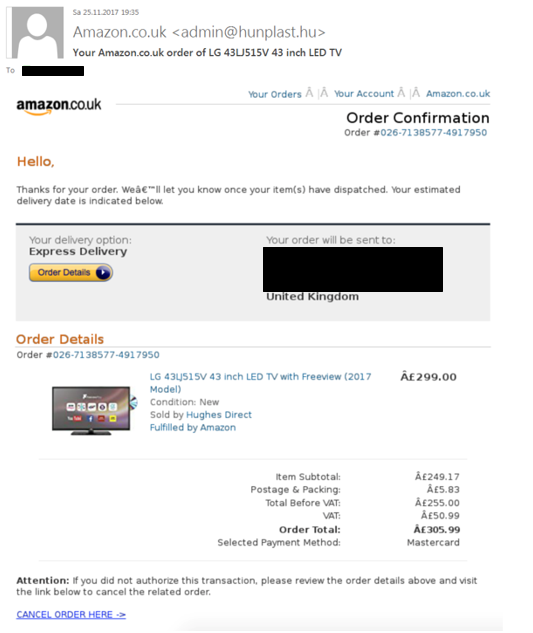 Sa 25.11.2017 19:35
Amazon.co.uk <admin@hunplast.hu>
Your Amazon.co.uk order of LG 43LJ515V 43 inch LED TV
To
Your Orders Â |Â Your Account Â |Â Amazon.co.uk
amazon.co.uk
Order Confirmation
Order #026-7138577-4917950
Hello,
Thanks for your order. Weâ€™ll let you know once your item(s) have dispatched. Your estimated
delivery date is indicated below.
Your delivery option:
Express Delivery
Order Details
Your order will be sent to:
United Kingdom
Order Details
Order #026-7138577-4917950
LG 43LJ515V 43 inch LED TV with Freeview (2017
Model)
Condition: New
Sold by Hughes Direct
Fulfilled by Amazon
Â£299.00
Item Subtotal: Â£249.17
Postage & Packing: Â£5.83
Total Before VAT: Â£255.00
VAT: Â£50.99
Order Total: Â£305.99
Selected Payment Method: Mastercard
Attention: If you did not authorize this transaction, please review the order details above and visit
the link below to cancel the related order.
CANCEL ORDER HERE ->